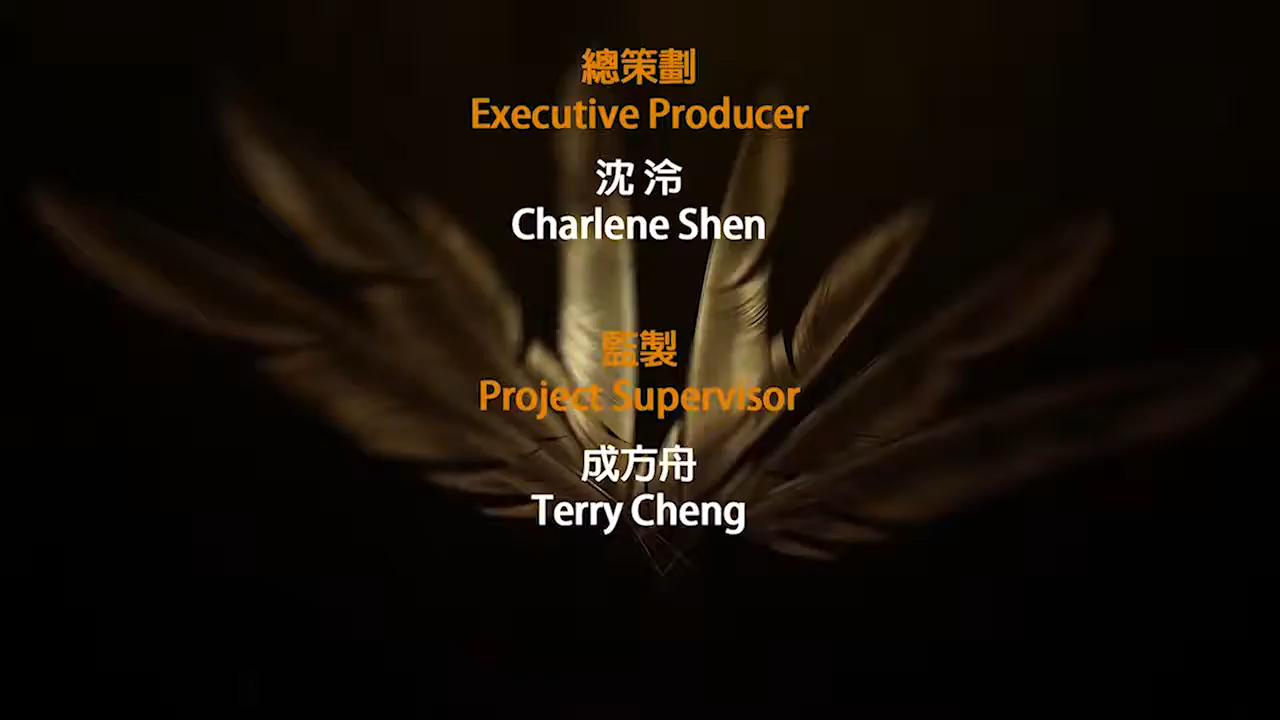 總策劃
Executive Producer
沈泠
Charlene Shen
監製
Project Supervisor
成方舟
Terry Cheng